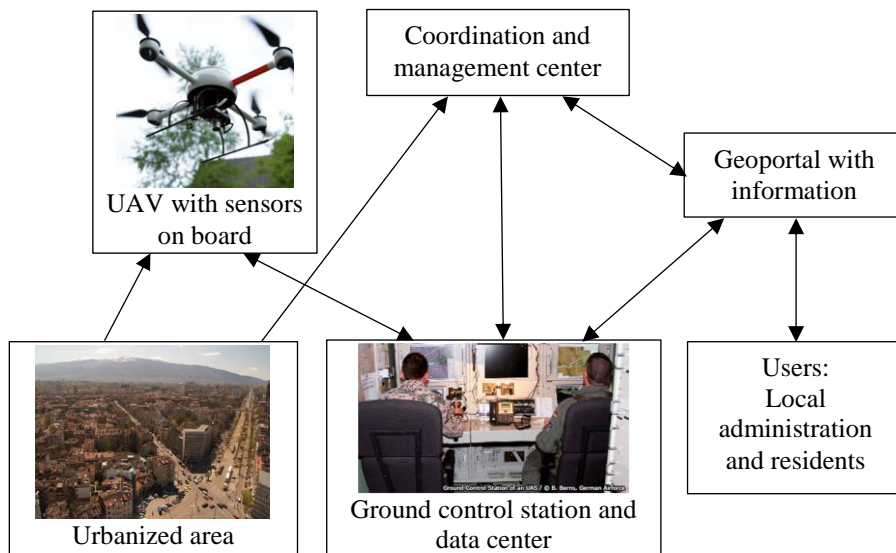 Coordination and
management center
UAV with sensors
on board
Geoportal with
information
Users:
Local
administration
and residents
Ground Control Station of an UAS / © B. Berns, German Airforce
Urbanized area
Ground control station and
data center